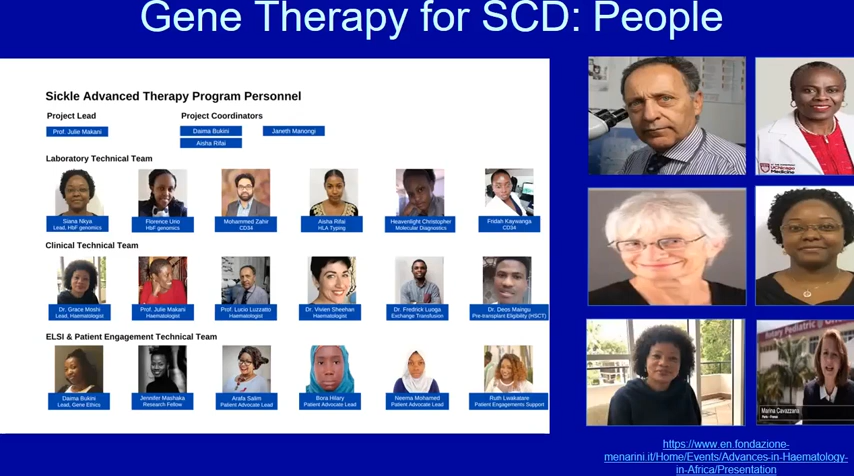 Gene Therapy for SCD: People
Sickle Advanced Therapy Program Personnel
Project Lead
Project Coordinators
Prof. Julie Makani
Daima Bukini
Janeth Manongi
Aisha Rifai
Laboratory Technical Team
Siana Nkya
Lead, HbF genomics
Florence Uno
HbF genomics
Mohammed Zahir
CD34
Aisha Rifai
HLA Typing
Heavenlight Christopher
Molecular Diagnostics
Fridah Kaywanga
CD34
Clinical Technical Team
Dr. Grace Moshi
Lead, Haematologist
Prof. Julie Makani
Haematologist
Prof. Lucio Luzzatto
Haematologist
Dr. Vivien Sheehan
Haematologist
Dr. Fredrick Luoga
Exchange Transfusion
Dr. Deos Maingu
Pre-transplant Eligibility (HSCT)
ELSI & Patient Engagement Technical Team
Daima Bukini
Lead, Gene Ethics
Jennifer Mashaka
Research Fellow
Arafa Salim
Patient Advocate Lead
Bora Hilary
Patient Advocate Lead
Neema Mohamed
Patient Advocate Lead
Ruth Lwakatare
Patient Engagements Support
Marina Cavazzana
https://www.en.fondazione-
menarini.it/Home/Events/Advances-in-Haematology-
in-Africa/Presentation